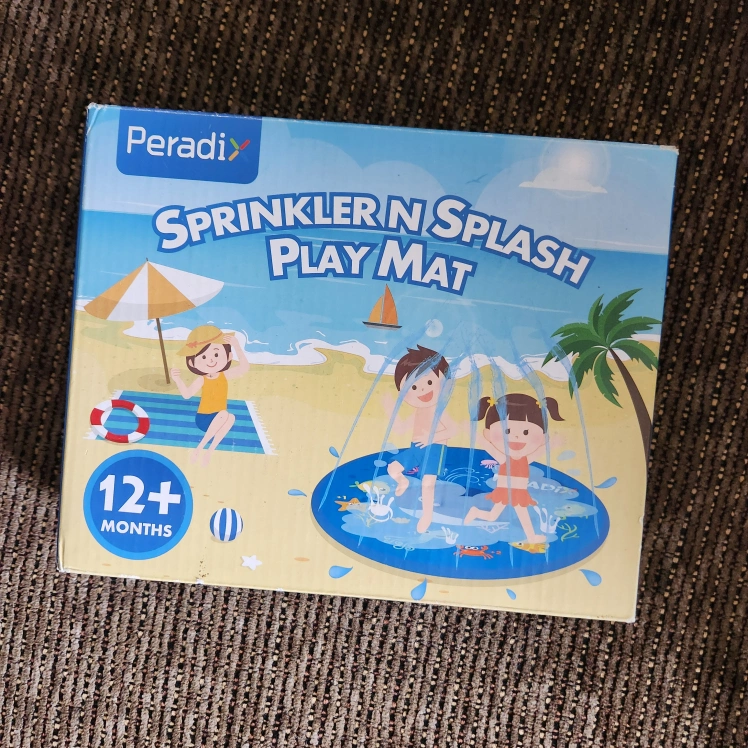 Peradix
SPRINKLER N SPLASH
PLAY MAT
12+
MONTHS